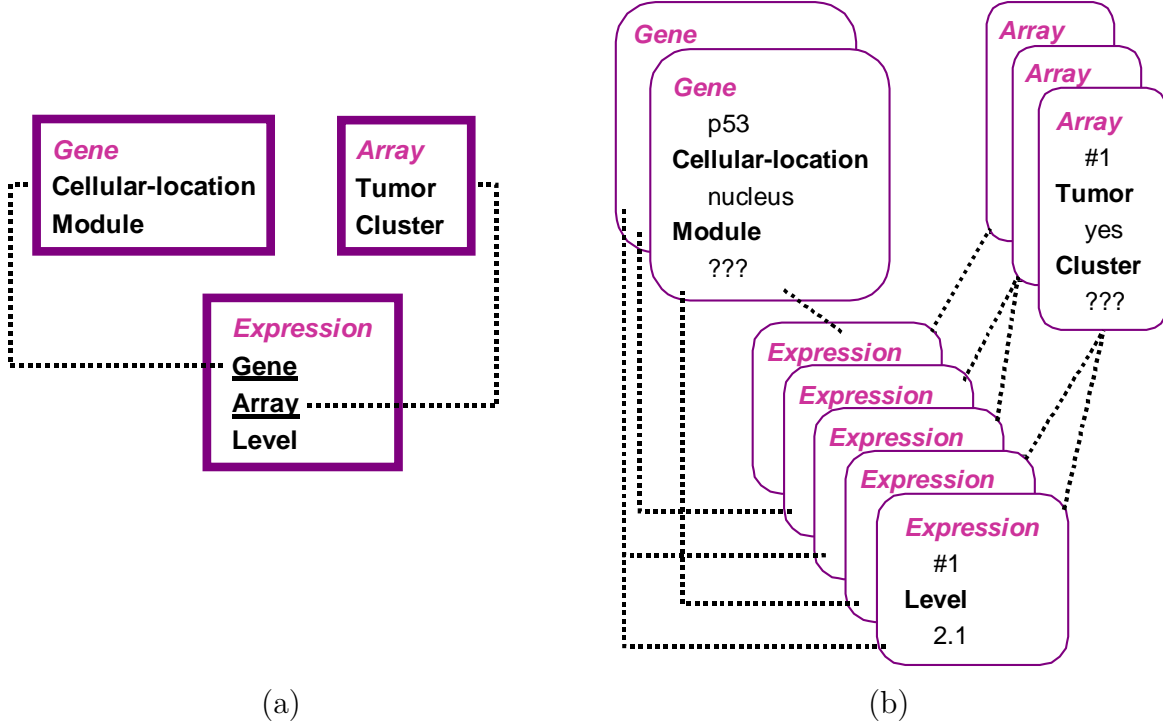 Gene
Cellular-location
Module
Array
Tumor
Cluster
Expression
Gene
Array
Level
(a)
Gene
Gene
p53
Cellular-location
nucleus
Module
???
Array
Array
Array
#1
Tumor
yes
Cluster
???
Expression
Expression
Expression
Expression
Expression
#1
Level
2.1
(b)